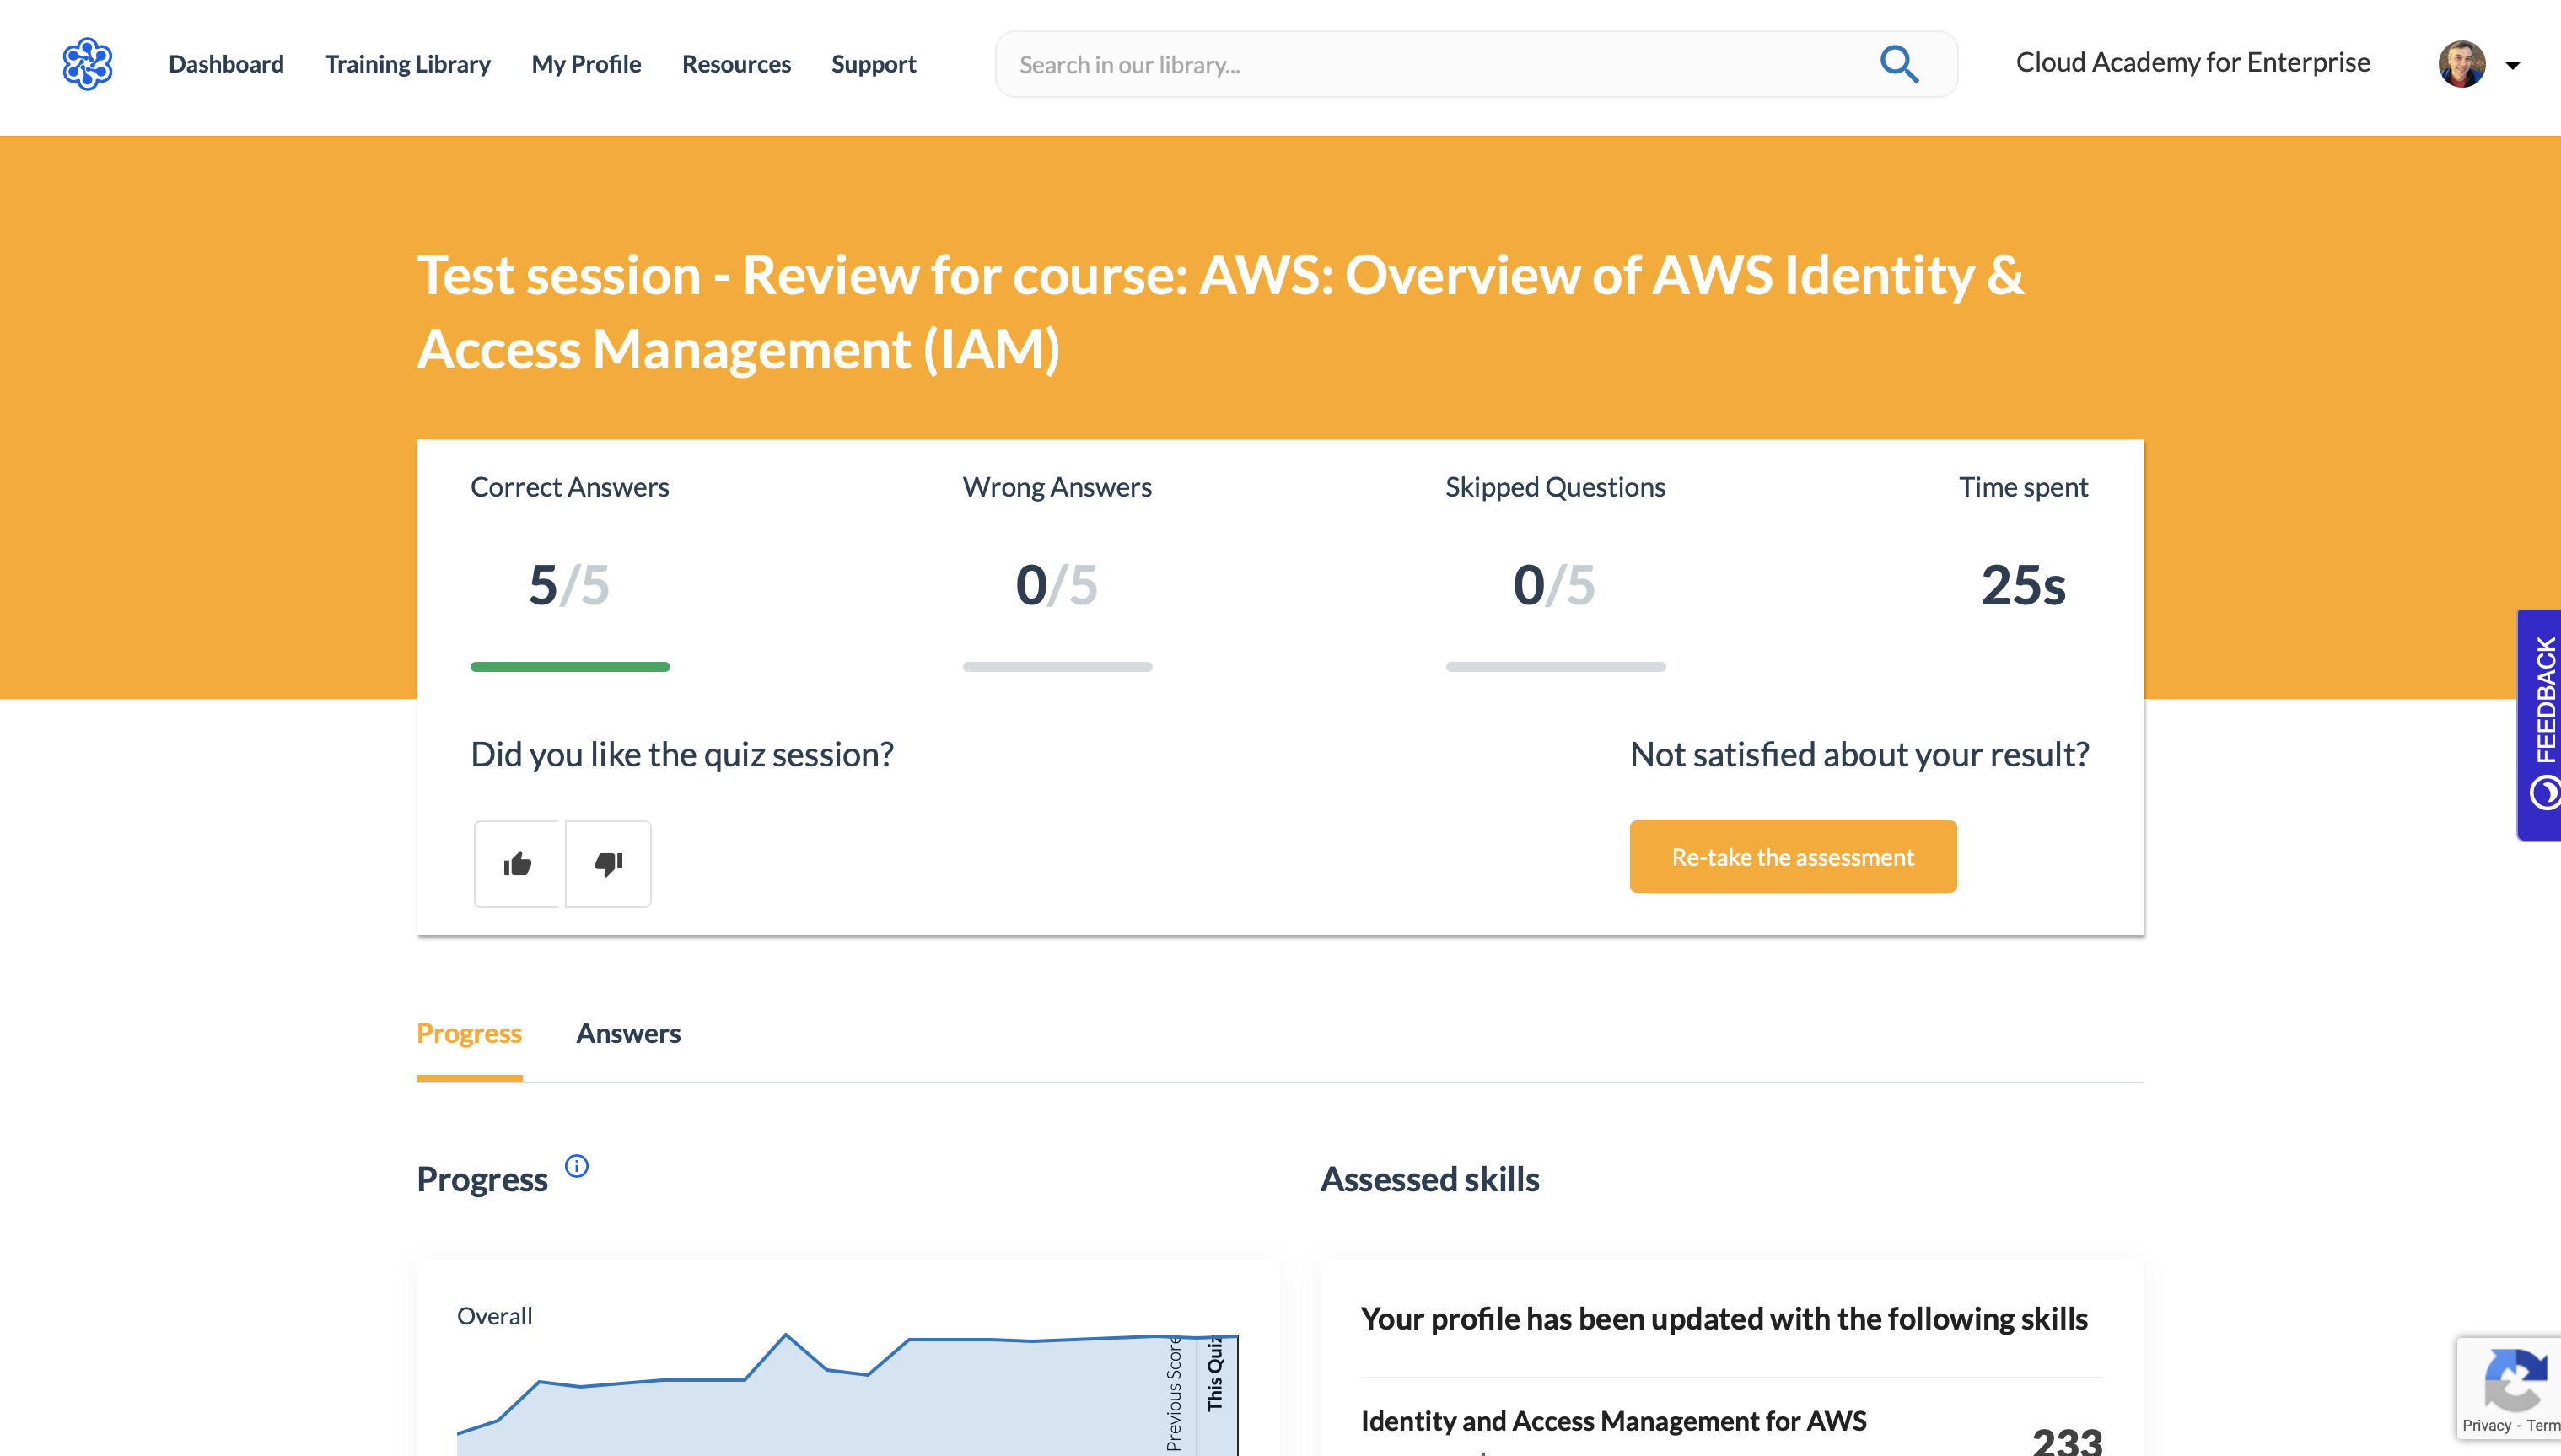 Dashboard Training Library My Profile Resources Support Search in our library... Cloud Academy for Enterprise
Test session - Review for course: AWS: Overview of AWS Identity &
Access Management (IAM)
Correct Answers Wrong Answers Skipped Questions Time spent
5/5 0/5 0/5 25s
FEEDBACK
Did you like the quiz session? Not satisfied about your result?
Re-take the assessment
Progress Answers
Progress Assessed skills
Overall
Previous Score
This Quiz
Your profile has been updated with the following skills
Identity and Access Management for AWS
233
Privacy - Term